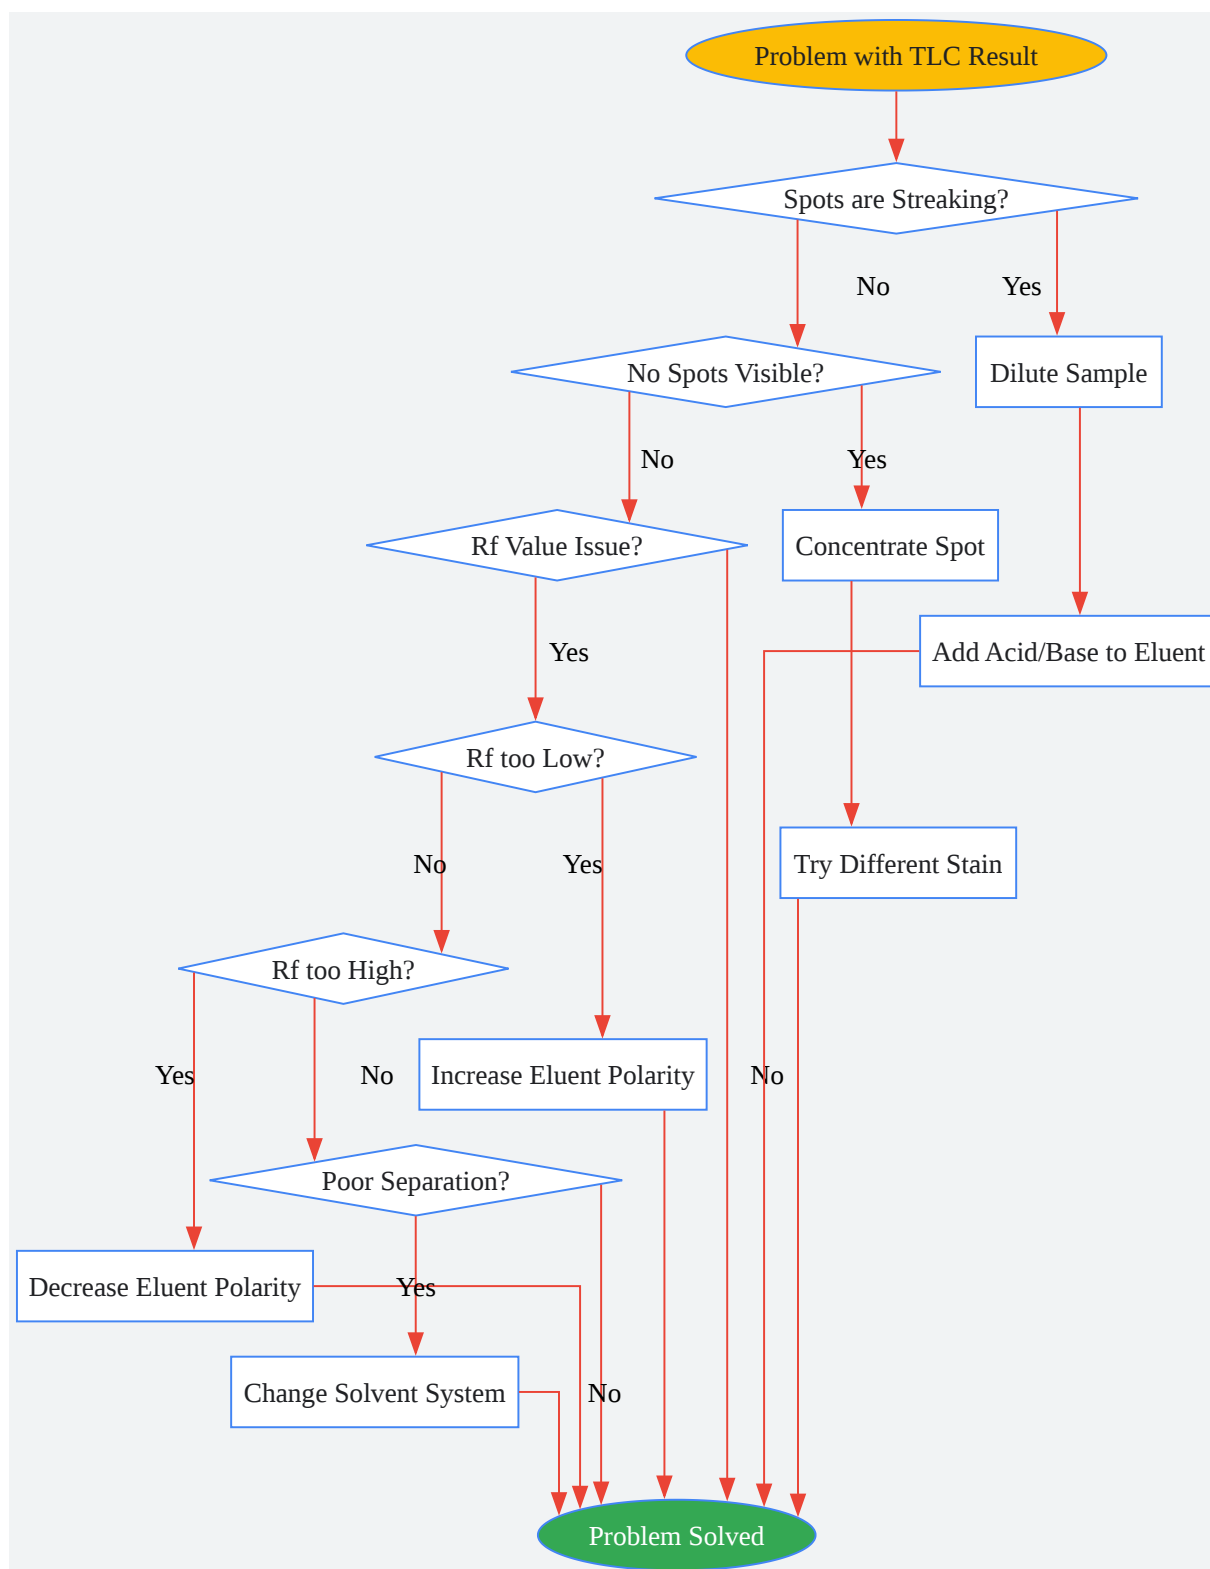 Problem with TLC Result
Spots are Streaking?
No
Yes
No Spots Visible?
Dilute Sample
No
Yes
Rf Value Issue?
Concentrate Spot
Yes
Add Acid/Base to Eluent
Rf too Low?
No
Yes
Try Different Stain
Rf too High?
Yes
No
Increase Eluent Polarity
No
Poor Separation?
Decrease Eluent Polarity
Yes
Change Solvent System
No
Problem Solved